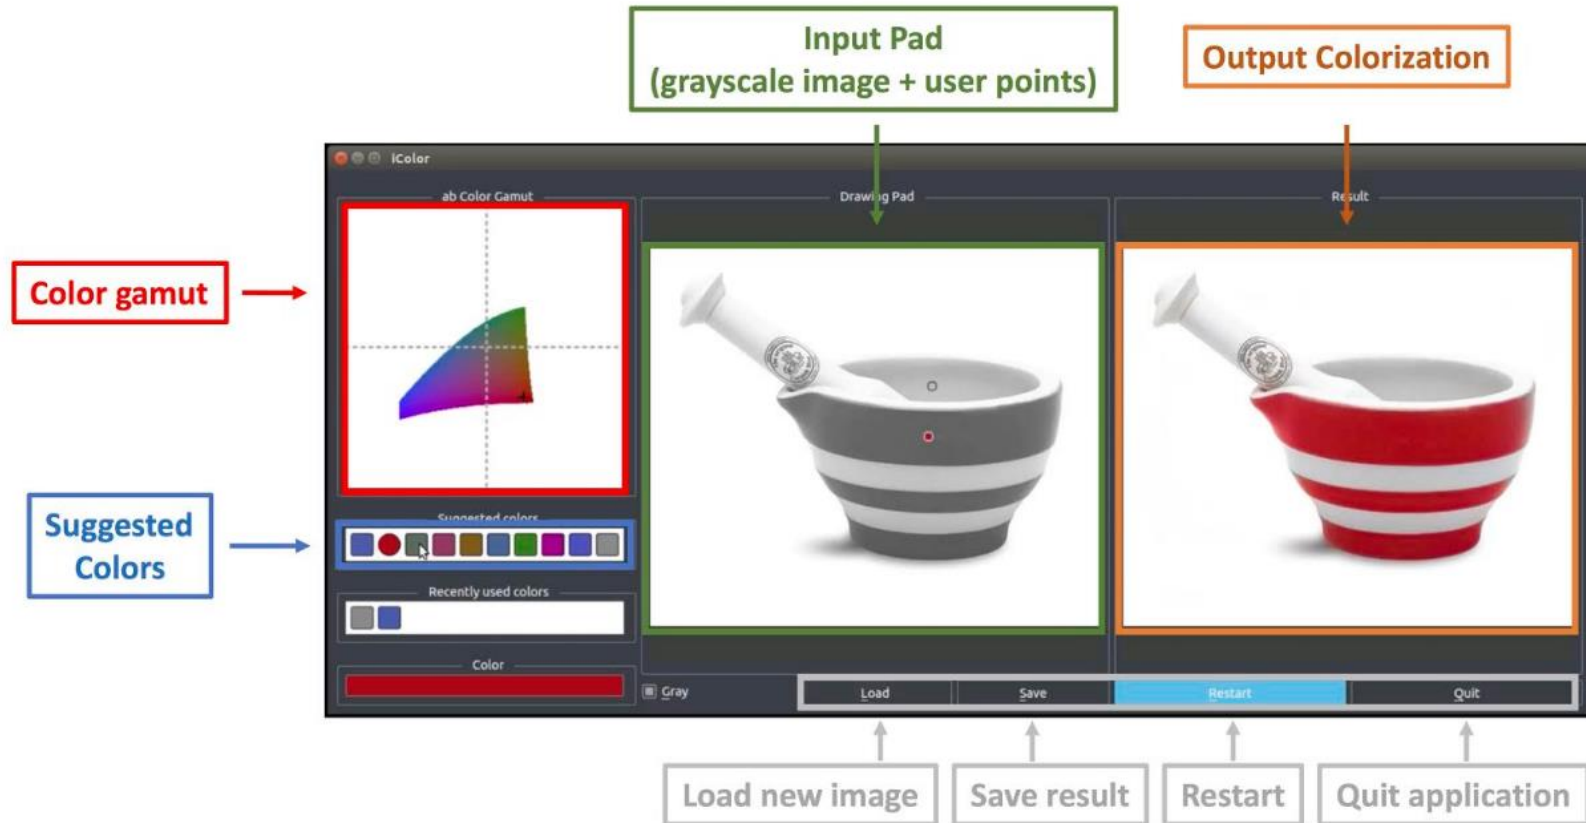 Input Pad
(grayscale image + user points)
Output Colorization
iColor
ab Color Gamut
Drawing Pad
Result
Color gamut
Suggested colors
Suggested
Colors
Recently used colors
Color
Gray
Load
Save
Restart
Quit
Load new image
Save result
Restart
Quit application